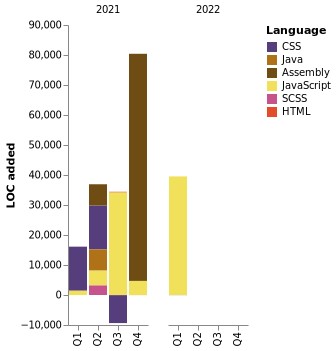 2021 2022
Language
CSS
Java
Assembly
JavaScript
SCSS
HTML
LOC added
90,000
80,000
70,000
60,000
50,000
40,000
30,000
20,000
10,000
0
−10,000
Q1 Q2 Q3 Q4 Q1 Q2 Q3 Q4